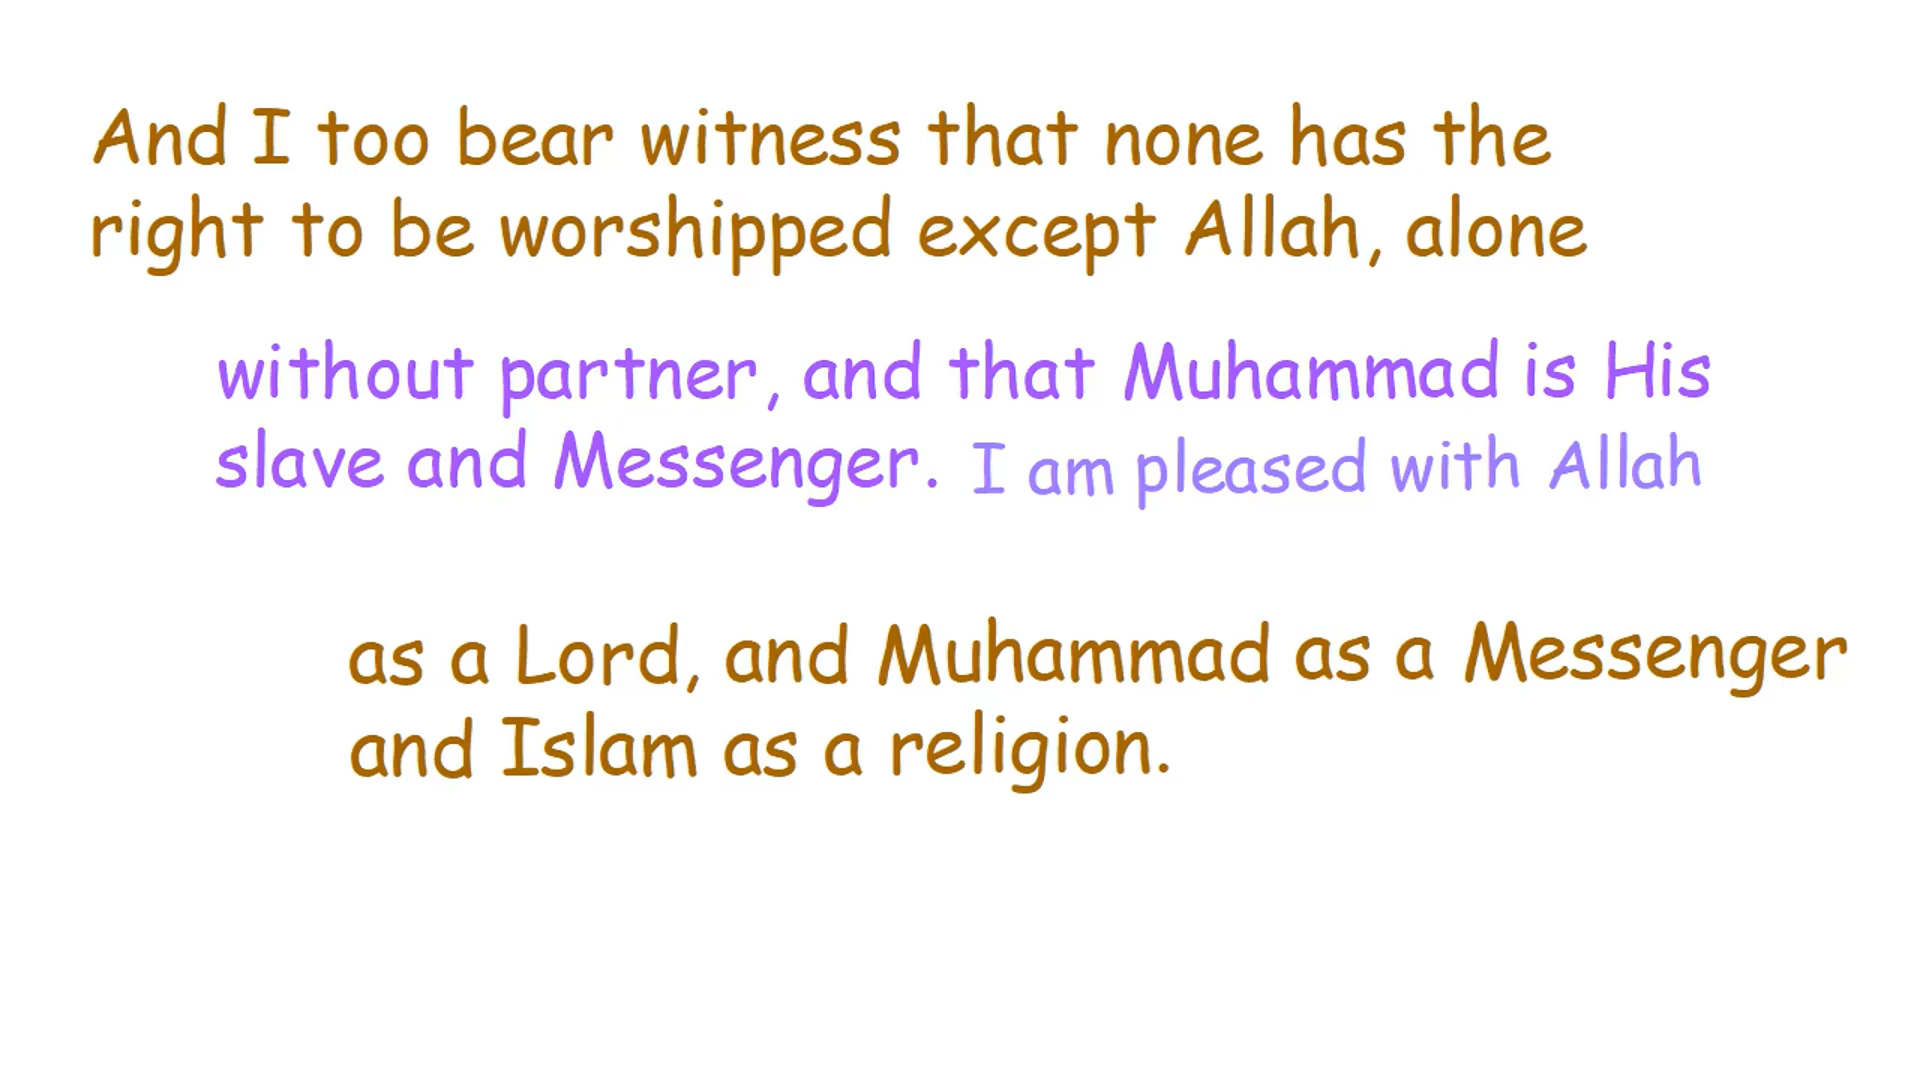 And I too bear witness that none has the
right to be worshipped except Allah, alone
without partner, and that Muhammad is His
slave and Messenger. I am pleased with Allah
as a Lord, and Muhammad as a Messenger
and Islam as a religion.